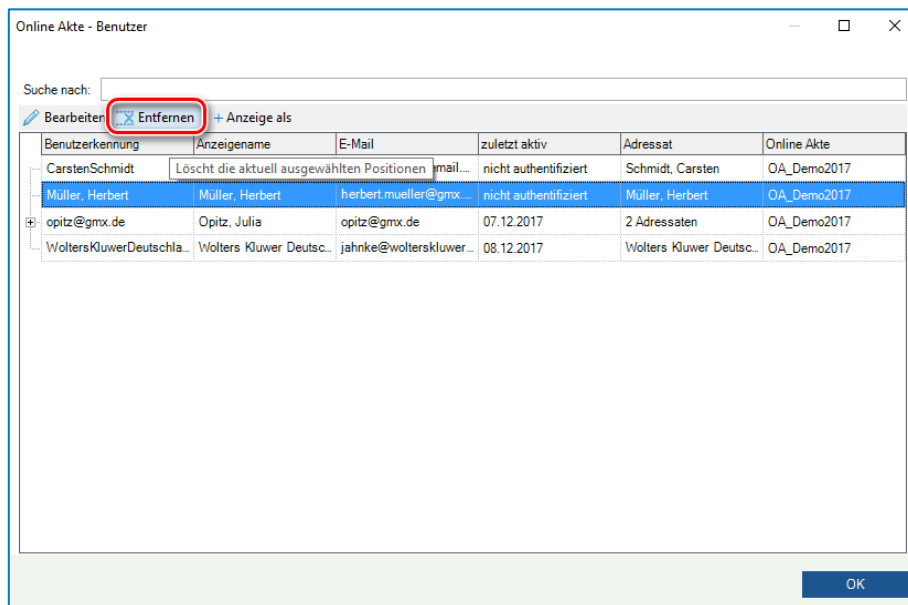 Online Akte - Benutzer
Suche nach:
Bearbeiten Entfernen + Anzeige als
Benutzerkennung Anzeigename E-Mail zuletzt aktiv Adressat Online Akte
CarstenSchmidt mail.... nicht authentifiziert Schmidt, Carsten OA_Demo2017
Löscht die aktuell ausgewählten Positionen
Müller, Herbert Müller, Herbert herbert.mueller@gmx.... nicht authentifiziert Müller, Herbert OA_Demo2017
opitz@gmx.de Opitz, Julia opitz@gmx.de 07.12.2017 2 Adressaten OA_Demo2017
WoltersKluwerDeutschla... Wolters Kluwer Deutsc... jahnke@wolterskluwer... 08.12.2017 Wolters Kluwer Deutsc... OA_Demo2017
OK